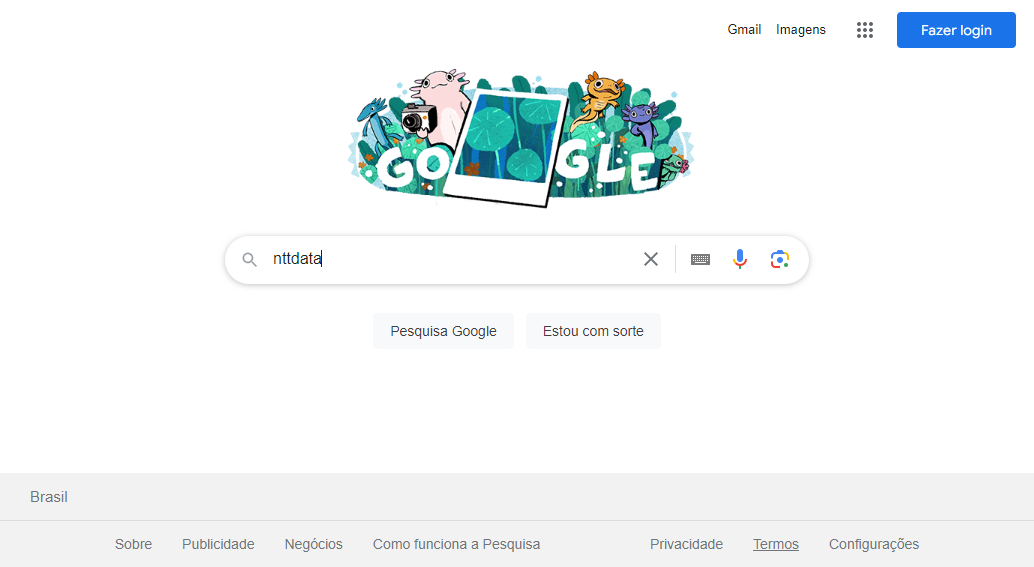 Gmail Imagens Fazer login
GOOGLE
nttdata
Pesquisa Google Estou com sorte
Brasil
Sobre Publicidade Negócios Como funciona a Pesquisa Privacidade Termos Configurações